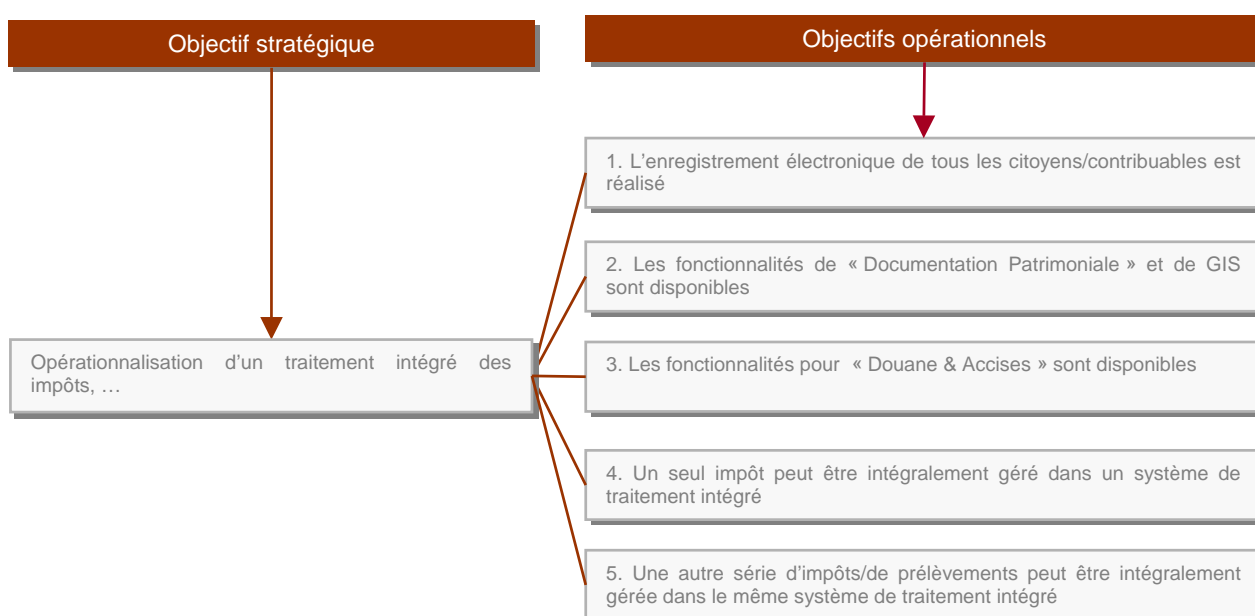 Objectif stratégique
Objectifs opérationnels
Opérationnalisation d'un traitement intégré des
impôts, …
1. L'enregistrement électronique de tous les citoyens/contribuables est
réalisé
2. Les fonctionnalités de « Documentation Patrimoniale » et de GIS
sont disponibles
3. Les fonctionnalités pour « Douane & Accises » sont disponibles
4. Un seul impôt peut être intégralement géré dans un système de
traitement intégré
5. Une autre série d'impôts/de prélèvements peut être intégralement
gérée dans le même système de traitement intégré